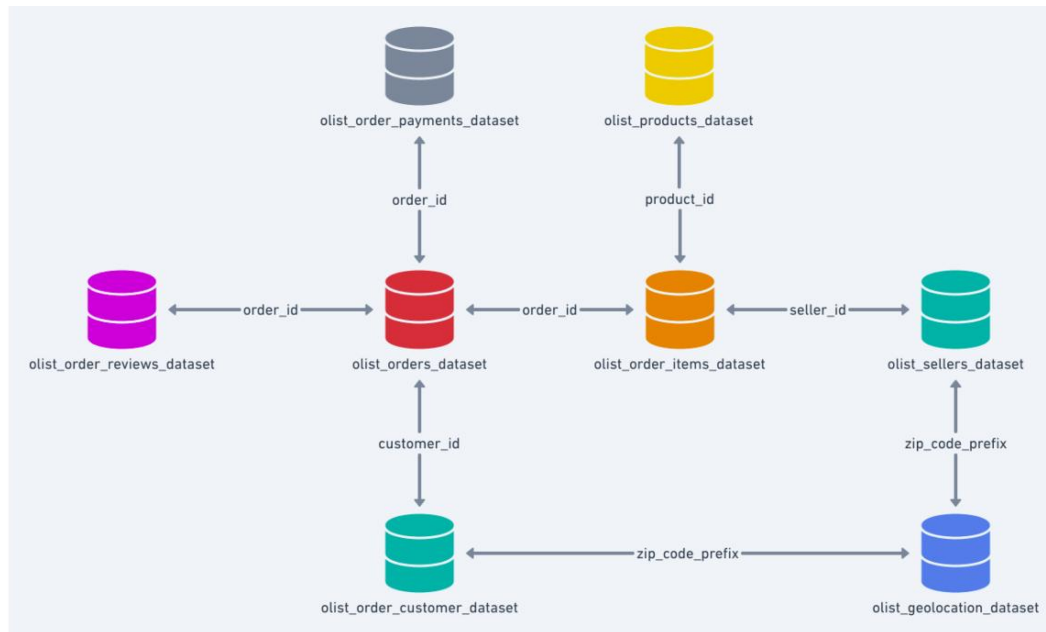 olist_order_payments_dataset
olist_products_dataset
order_id
product_id
order_id
order_id
seller_id
olist_order_reviews_dataset
olist_orders_dataset
olist_order_items_dataset
olist_sellers_dataset
customer_id
zip_code_prefix
zip_code_prefix
olist_order_customer_dataset
olist_geolocation_dataset